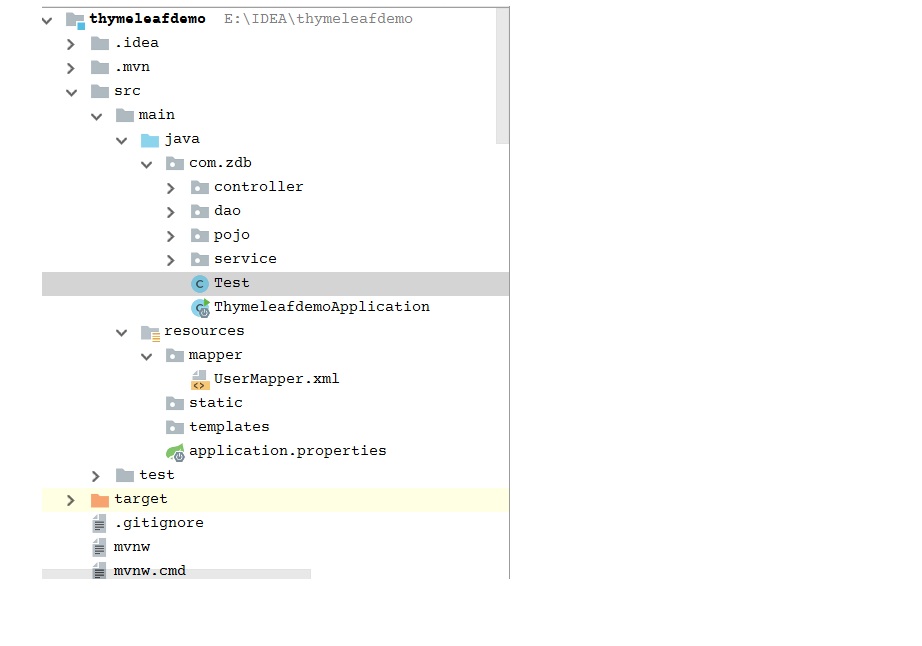 thymeleafdemo E:\IDEA\thymeleafdemo
.idea
.mvn
src
main
java
com.zdb
controller
dao
pojo
service
C Test
C ThymeleafdemoApplication
resources
mapper
UserMapper.xml
static
templates
application.properties
test
target
.gitignore
mvnw
mvnw.cmd